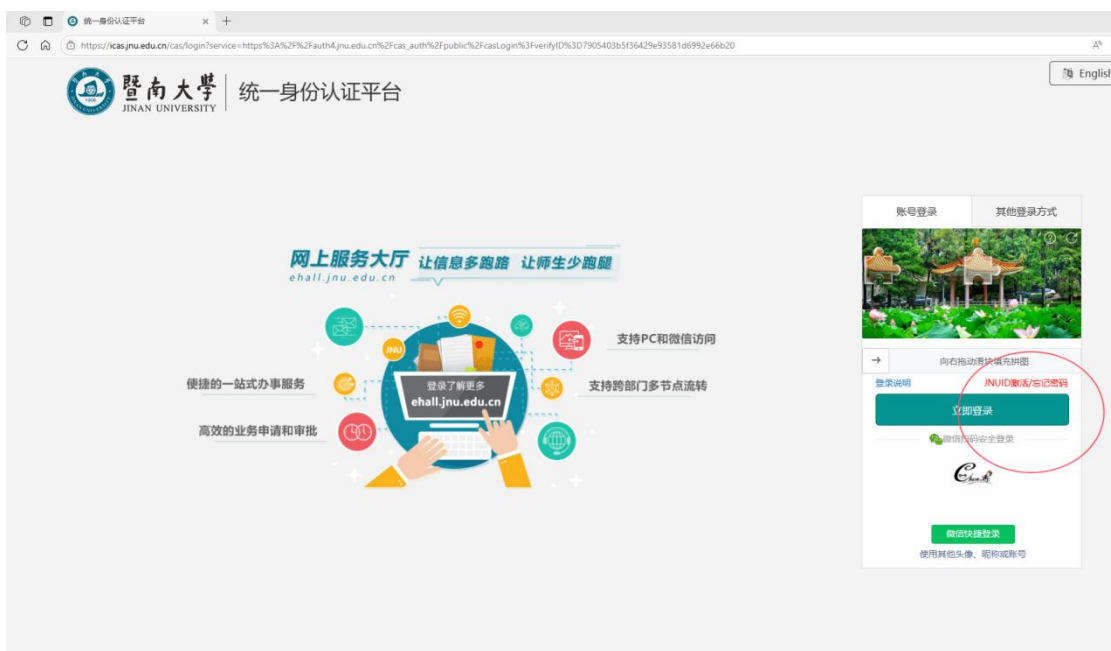 统一身份认证平台
https://icas.jnu.edu.cn/cas/login?service=https%3A%2F%2Fauth4.jnu.edu.cn%2Fcas_auth%2Fpublic%2FcasLogin%3FverifyID%3D7905403b5f36429e93581d6992e66b20
暨南大學
JINAN UNIVERSITY
统一身份认证平台
English
账号登录 其他登录方式
网上服务大厅 让信息多跑路 让师生少跑腿
ehall.jnu.edu.cn
JNU
支持PC和微信访问
便捷的一站式办事服务
登录了解更多
ehall.jnu.edu.cn
支持跨部门多节点流转
高效的业务申请和审批
向右拖动滑块填充拼图
登录说明 JNUID激活/忘记密码
立即登录
微信扫码安全登录
微信快捷登录
使用其他头像、昵称或账号